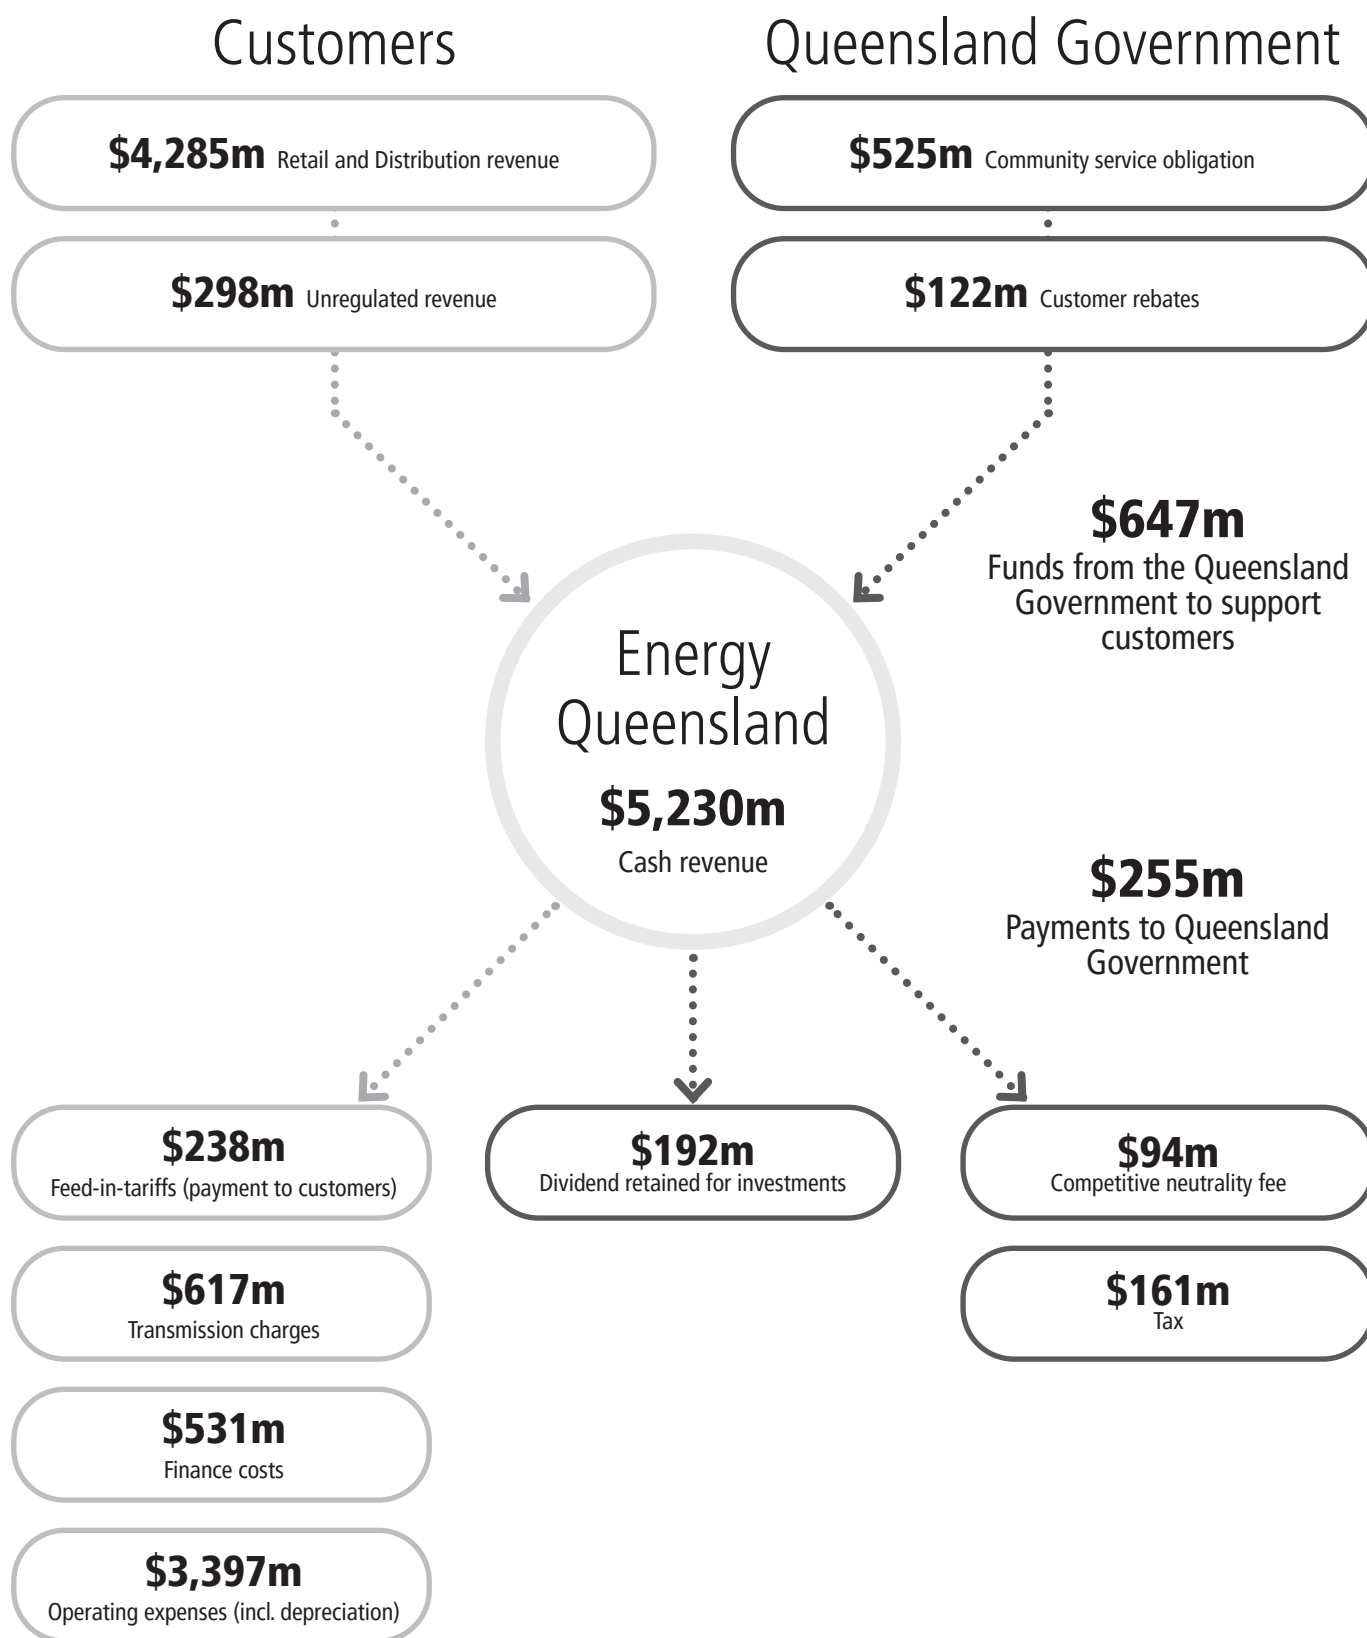 Customers
$4,285m Retail and Distribution revenue
$298m Unregulated revenue
Queensland Government
$525m Community service obligation
$122m Customer rebates
$647m
Funds from the Queensland
Government to support
customers
Energy
Queensland
$5,230m
Cash revenue
$255m
Payments to Queensland
Government
$238m
Feed-in-tariffs (payment to customers)
$617m
Transmission charges
$531m
Finance costs
$3,397m
Operating expenses (incl. depreciation)
$192m
Dividend retained for investments
$94m
Competitive neutrality fee
$161m
Tax